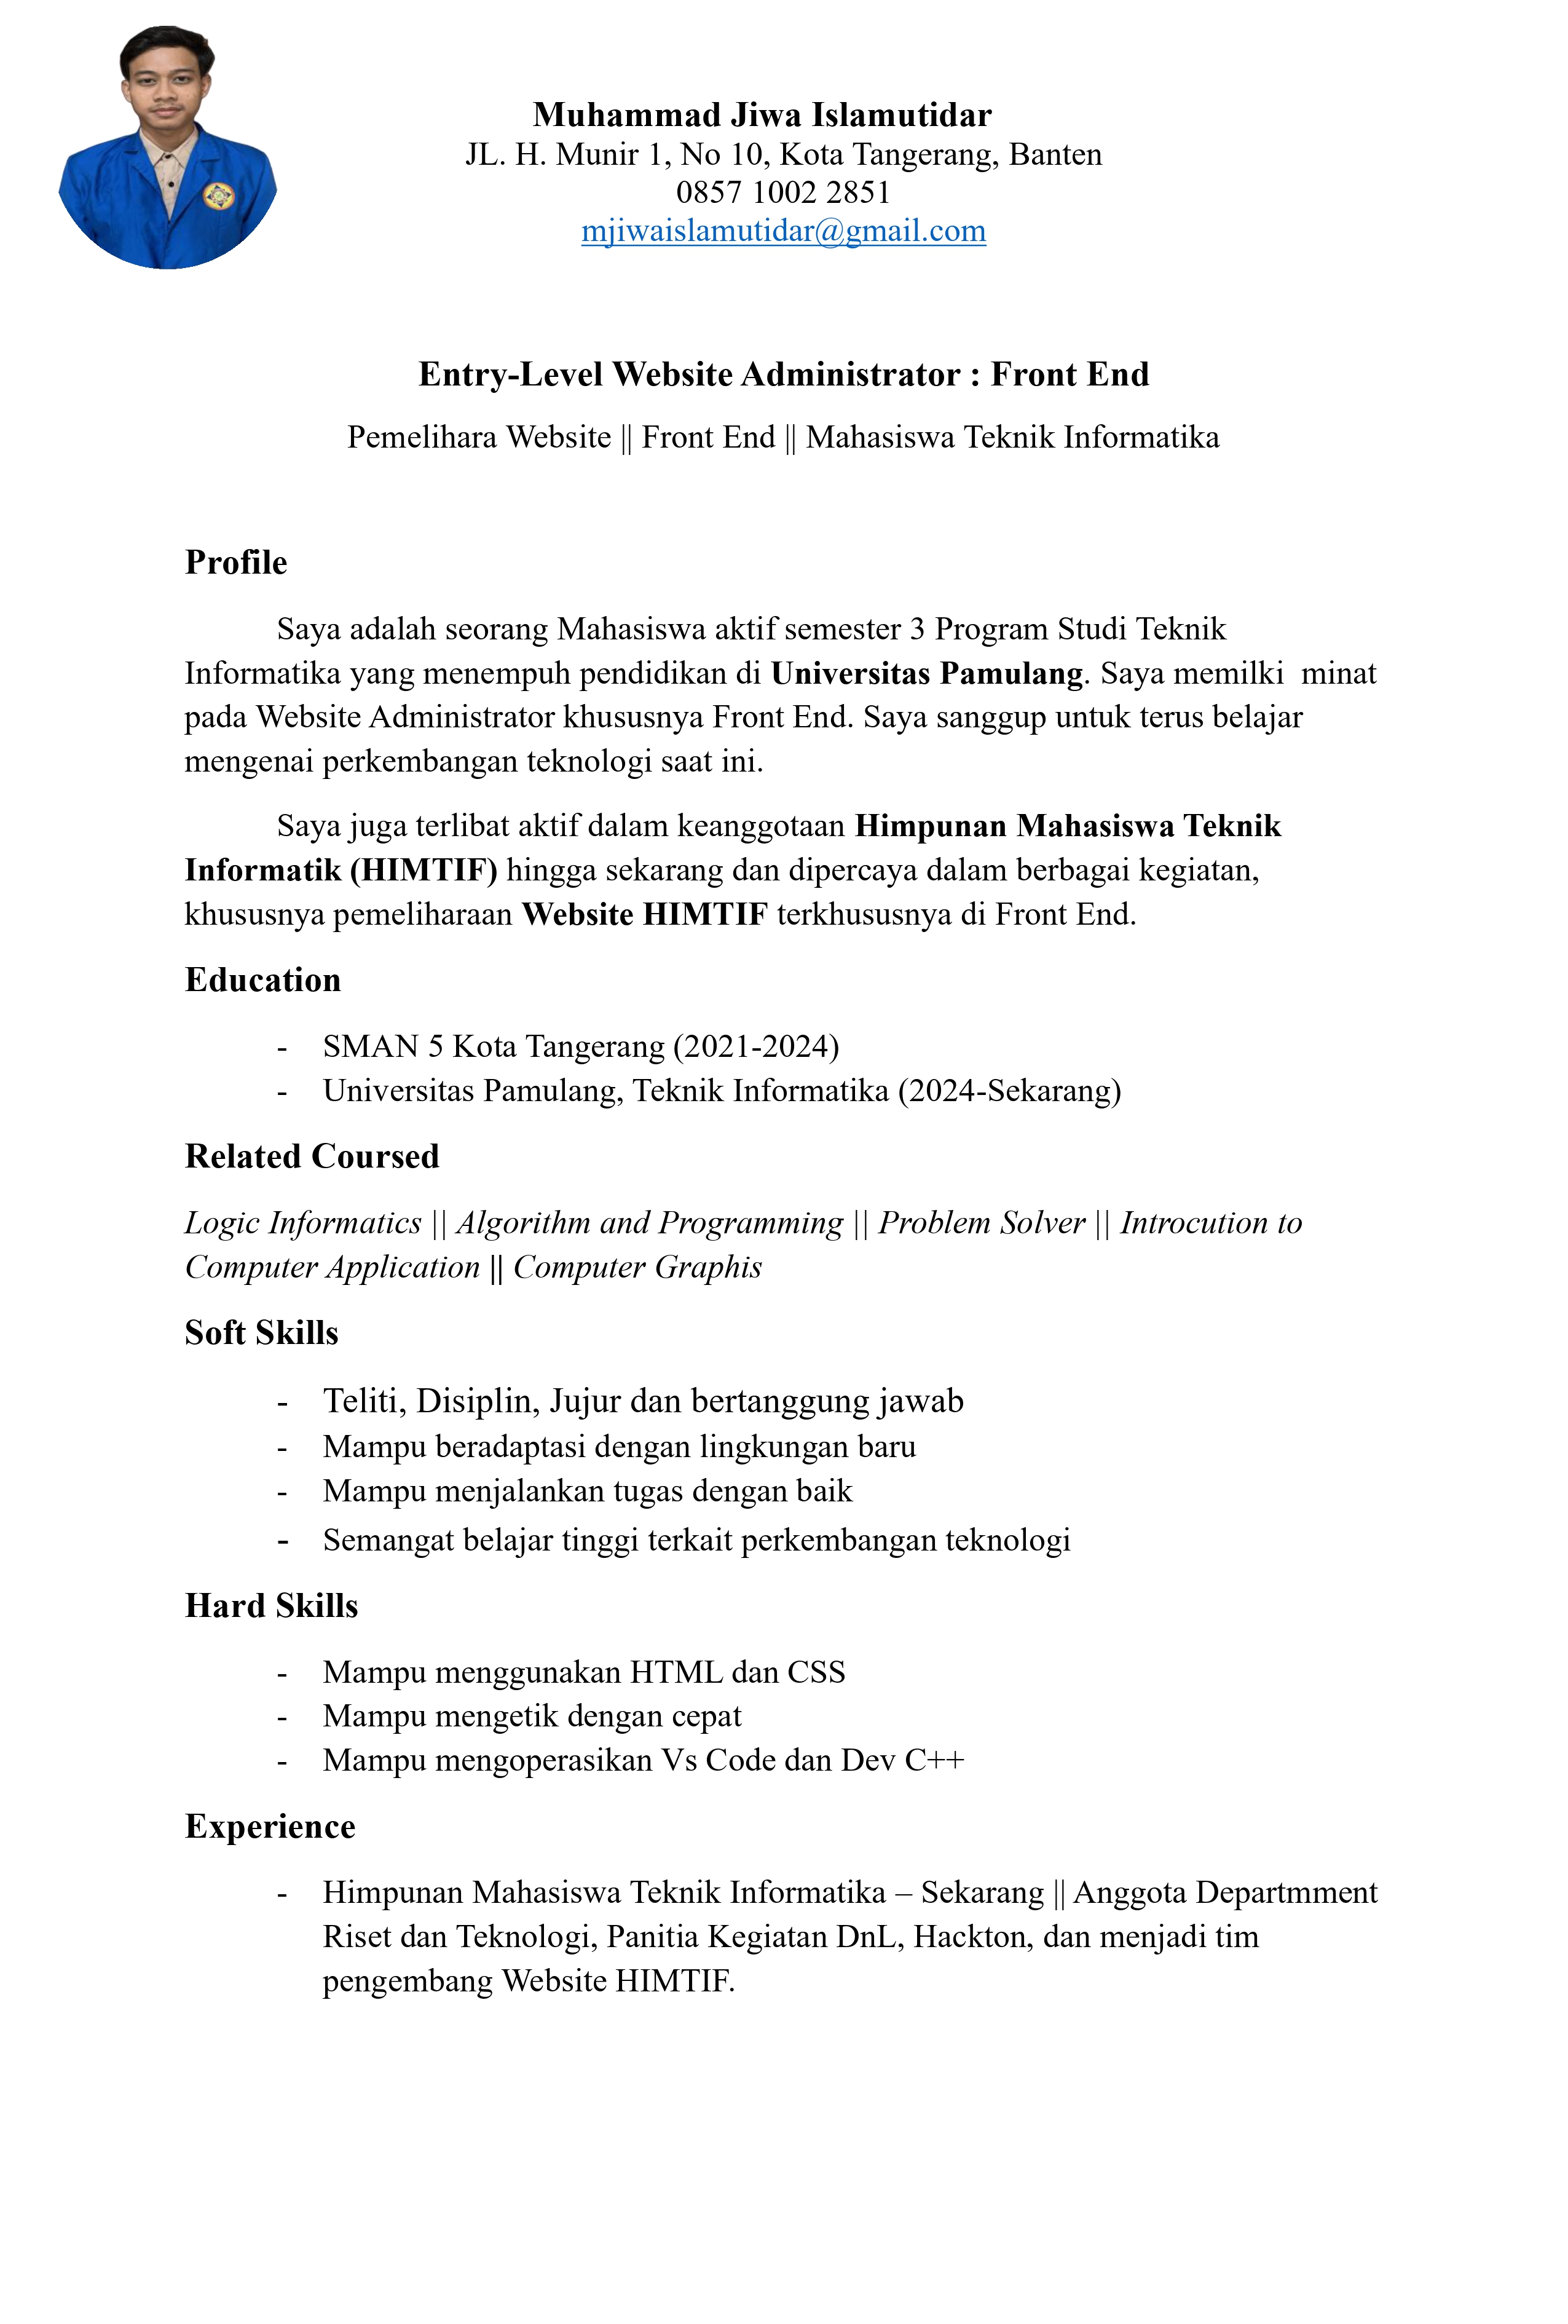 Muhammad Jiwa Islamutidar
JL. H. Munir 1, No 10, Kota Tangerang, Banten
0857 1002 2851
mjiwaislamutidar@gmail.com
Entry-Level Website Administrator : Front End
Pemelihara Website || Front End || Mahasiswa Teknik Informatika
Profile
Saya adalah seorang Mahasiswa aktif semester 3 Program Studi Teknik
Informatika yang menempuh pendidikan di Universitas Pamulang. Saya memilki  minat
pada Website Administrator khususnya Front End. Saya sanggup untuk terus belajar
mengenai perkembangan teknologi saat ini.
Saya juga terlibat aktif dalam keanggotaan Himpunan Mahasiswa Teknik
Informatik (HIMTIF) hingga sekarang dan dipercaya dalam berbagai kegiatan,
khususnya pemeliharaan Website HIMTIF terkhususnya di Front End.
Education
- SMAN 5 Kota Tangerang (2021-2024)
- Universitas Pamulang, Teknik Informatika (2024-Sekarang)
Related Coursed
Logic Informatics || Algorithm and Programming || Problem Solver || Introcution to
Computer Application || Computer Graphis
Soft Skills
- Teliti, Disiplin, Jujur dan bertanggung jawab
- Mampu beradaptasi dengan lingkungan baru
- Mampu menjalankan tugas dengan baik
- Semangat belajar tinggi terkait perkembangan teknologi
Hard Skills
- Mampu menggunakan HTML dan CSS
- Mampu mengetik dengan cepat
- Mampu mengoperasikan Vs Code dan Dev C++
Experience
- Himpunan Mahasiswa Teknik Informatika – Sekarang || Anggota Departmment
Riset dan Teknologi, Panitia Kegiatan DnL, Hackton, dan menjadi tim
pengembang Website HIMTIF.